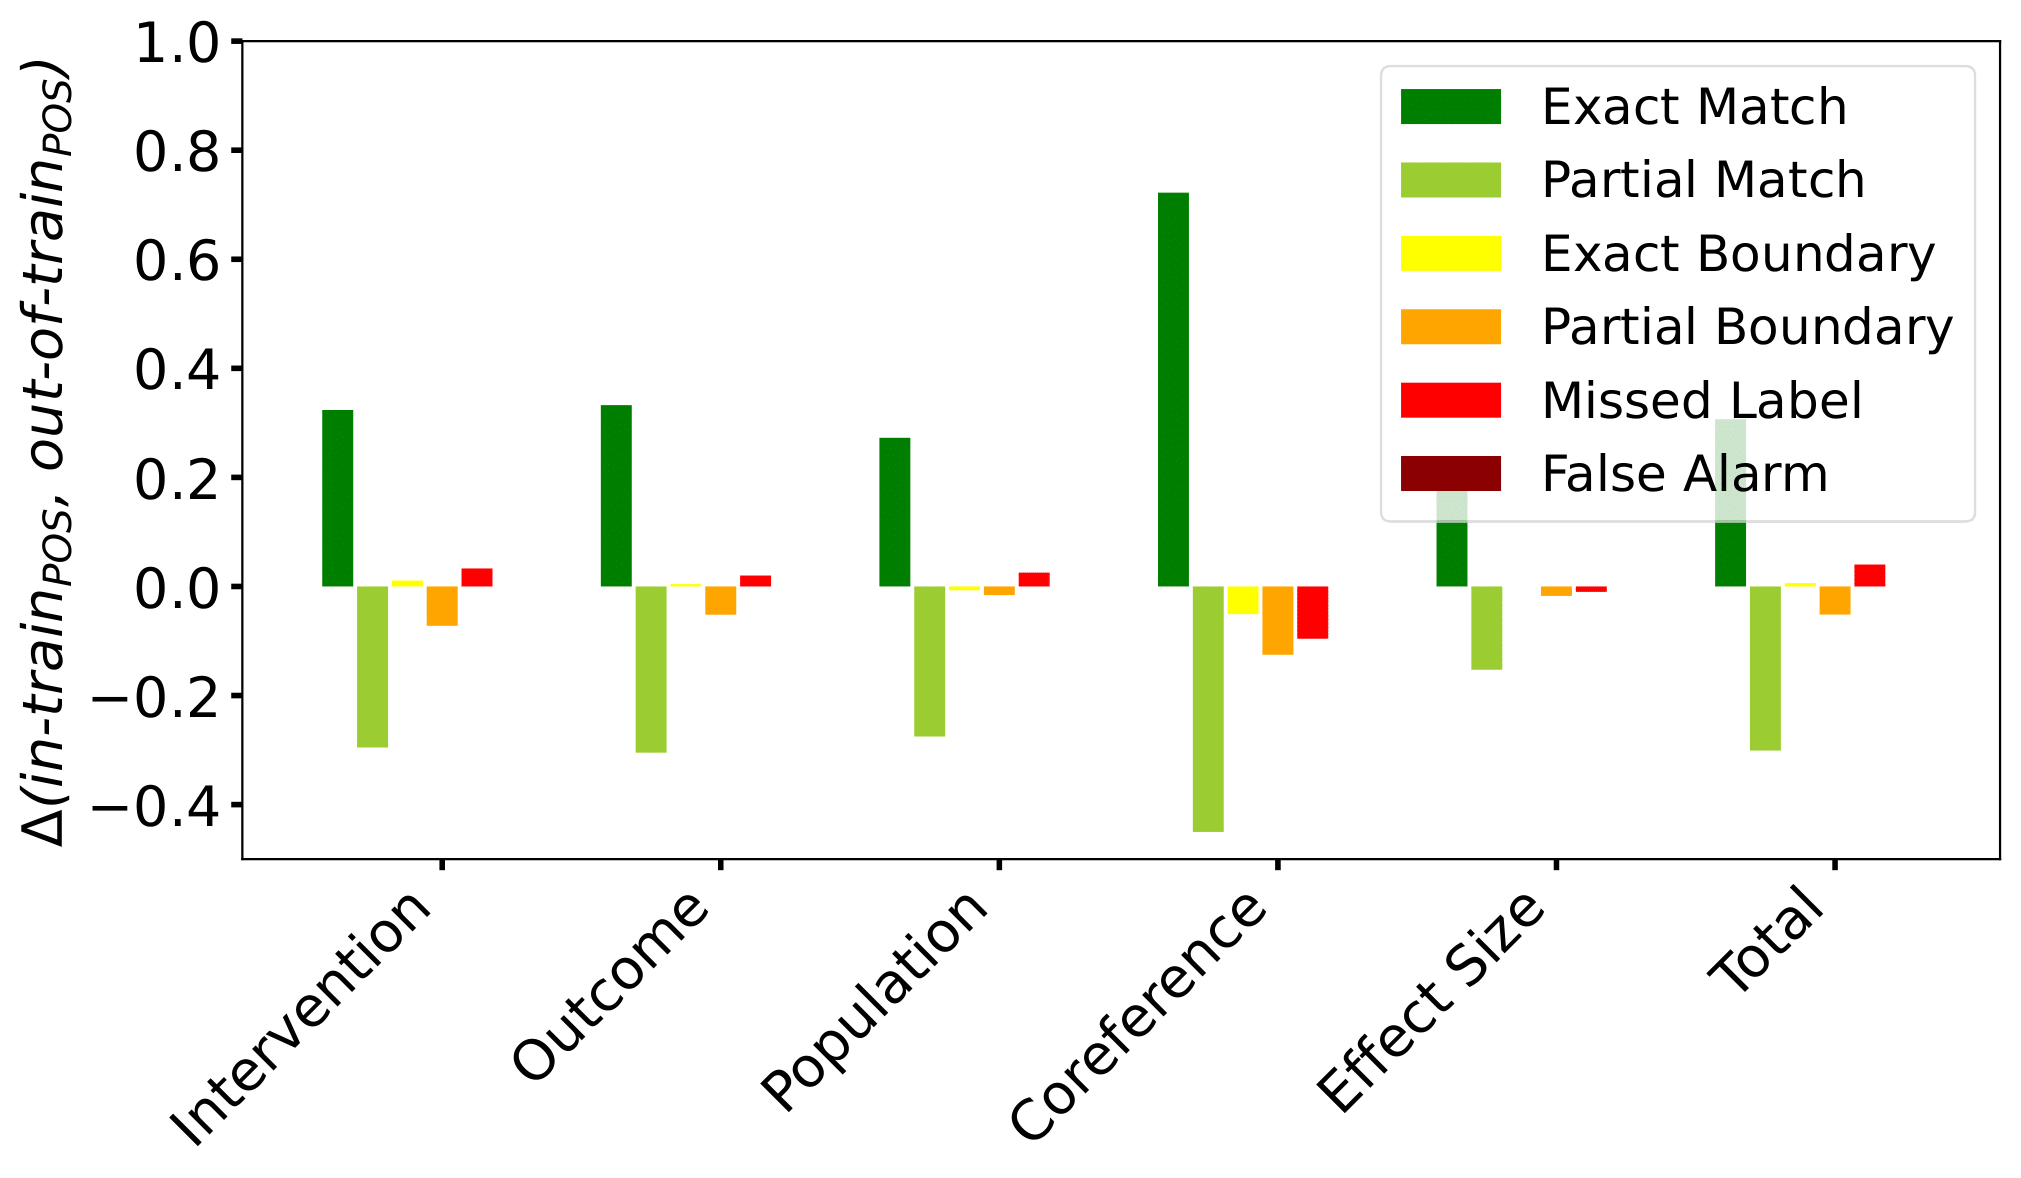 Δ(in-train_POS, out-of-train_POS)
1.0
0.8
0.6
0.4
0.2
0.0
−0.2
−0.4
Exact Match
Partial Match
Exact Boundary
Partial Boundary
Missed Label
False Alarm
Intervention
Outcome
Population
Coreference
Effect Size
Total